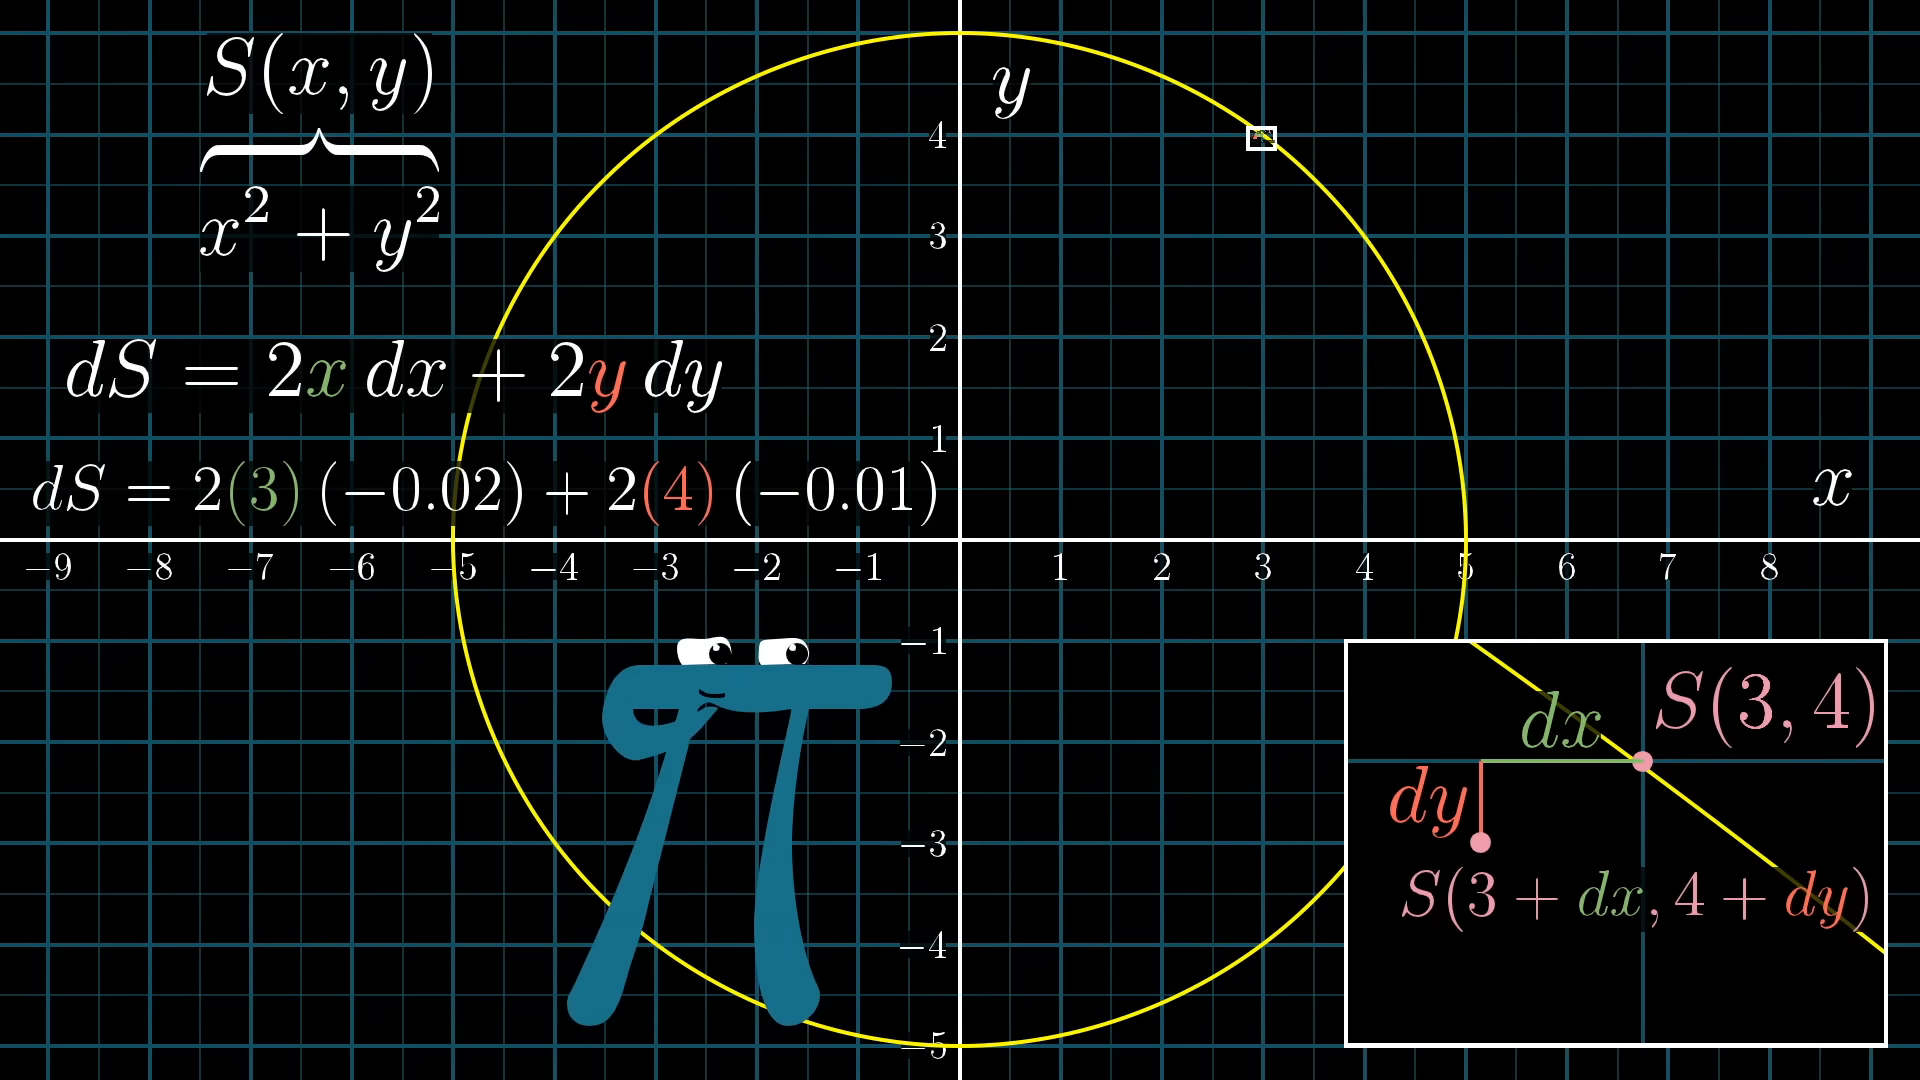 S(x, y)
x² + y²
dS = 2x dx + 2y dy
dS = 2(3) (−0.02) + 2(4) (−0.01)
y
4
3
2
1
x
−9 −8 −7 −6 −5 −4 −3 −2 −1 1 2 3 4 5 6 7 8
−1
−2
−3
−4
−5
S(3, 4)
dx
dy
S(3 + dx, 4 + dy)